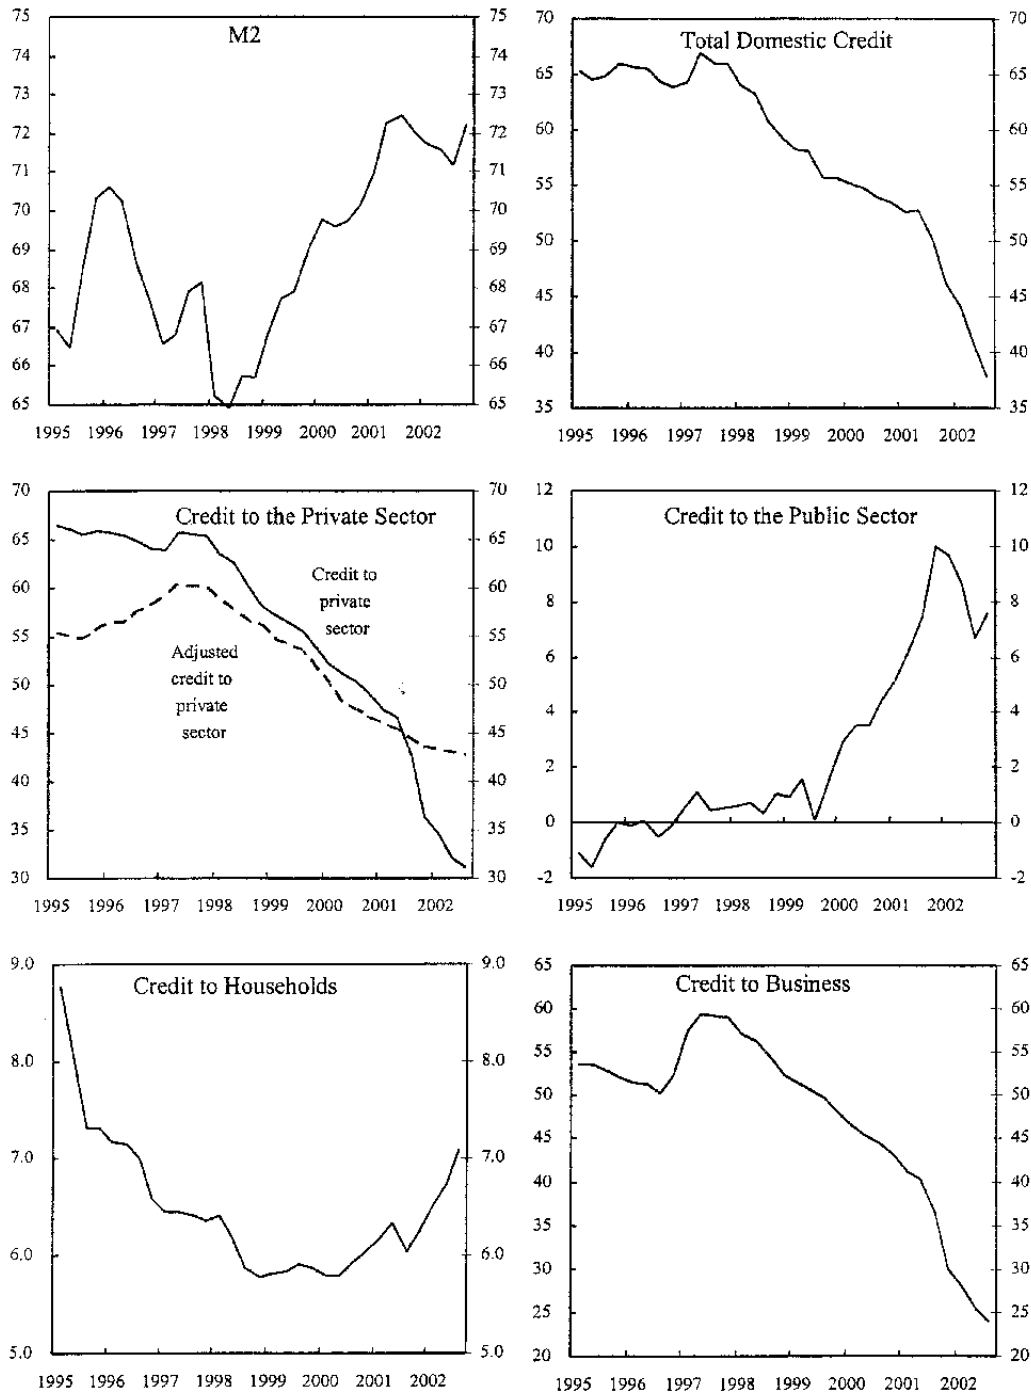 M2
75 75
74 74
73 73
72 72
71 71
70 70
69 69
68 68
67 67
66 66
65 65
1995 1996 1997 1998 1999 2000 2001 2002
Total Domestic Credit
70 70
65 65
60 60
55 55
50 50
45 45
40 40
35 35
1995 1996 1997 1998 1999 2000 2001 2002
Credit to the Private Sector
70 70
65 65
60 60
55 55
50 50
45 45
40 40
35 35
30 30
Credit to
private
sector
Adjusted
credit to
private
sector
1995 1996 1997 1998 1999 2000 2001 2002
Credit to the Public Sector
12 12
10 10
8 8
6 6
4 4
2 2
0 0
-2 -2
1995 1996 1997 1998 1999 2000 2001 2002
Credit to Households
9.0 9.0
8.0 8.0
7.0 7.0
6.0 6.0
5.0 5.0
1995 1996 1997 1998 1999 2000 2001 2002
Credit to Business
65 65
60 60
55 55
50 50
45 45
40 40
35 35
30 30
25 25
20 20
1995 1996 1997 1998 1999 2000 2001 2002